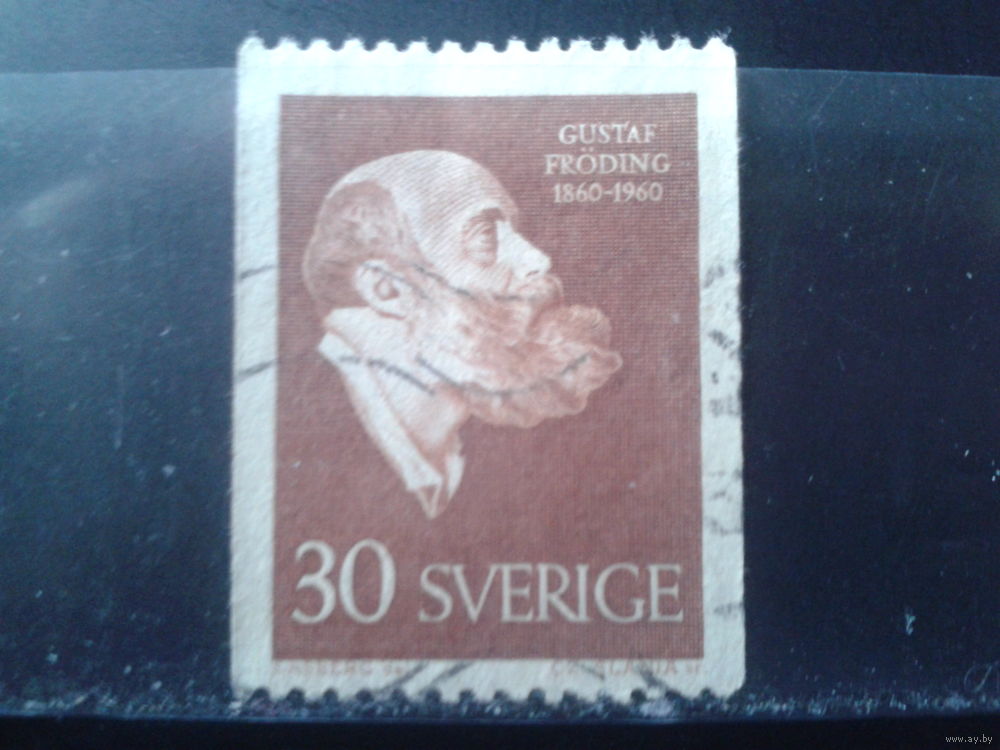 GUSTAF
FRÖDING
1860-1960
30 SVERIGE
www.ay.by